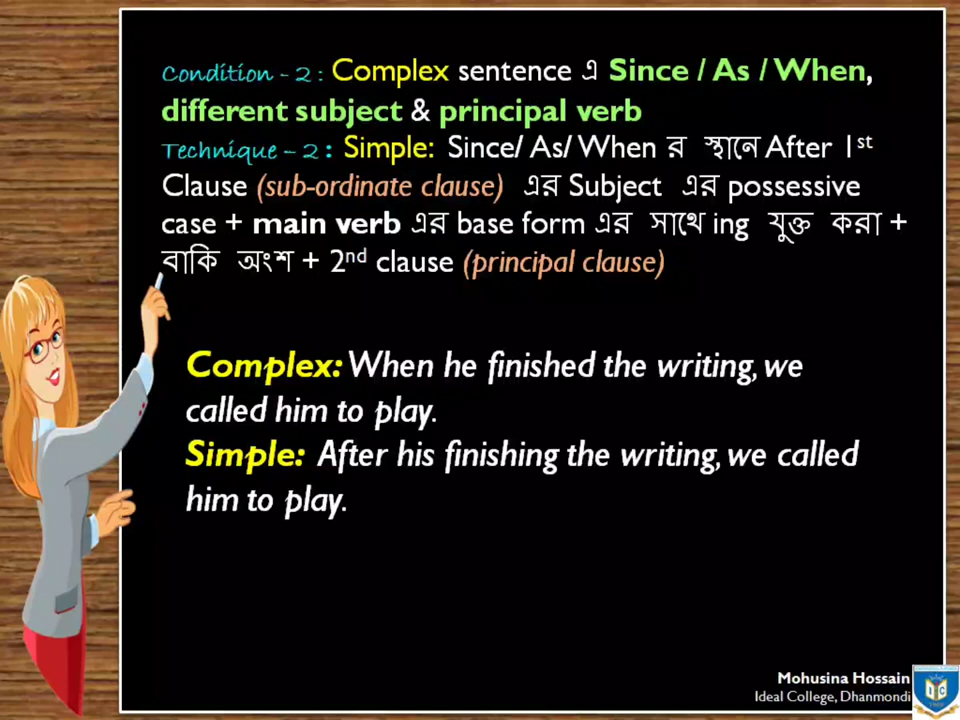 Condition - 2 : Complex sentence এ Since / As / When,
different subject & principal verb
Technique – 2 : Simple: Since/ As/ When র স্থানে After 1st
Clause (sub-ordinate clause) এর Subject এর possessive
case + main verb এর base form এর সাথে ing যুক্ত করা +
বাকি অংশ + 2nd clause (principal clause)
Complex: When he finished the writing, we
called him to play.
Simple: After his finishing the writing, we called
him to play.
Mohusina Hossain
Ideal College, Dhanmondi